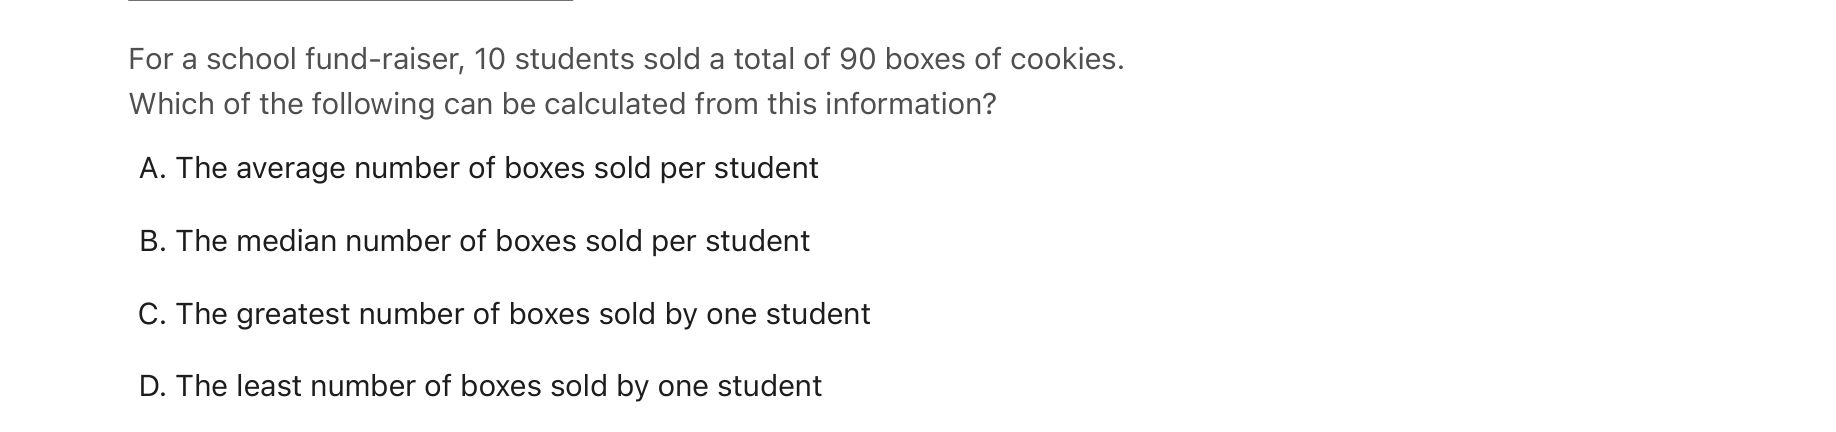 For a school fund-raiser, 10 students sold a total of 90 boxes of cookies.
Which of the following can be calculated from this information?
A. The average number of boxes sold per student
B. The median number of boxes sold per student
C. The greatest number of boxes sold by one student
D. The least number of boxes sold by one student